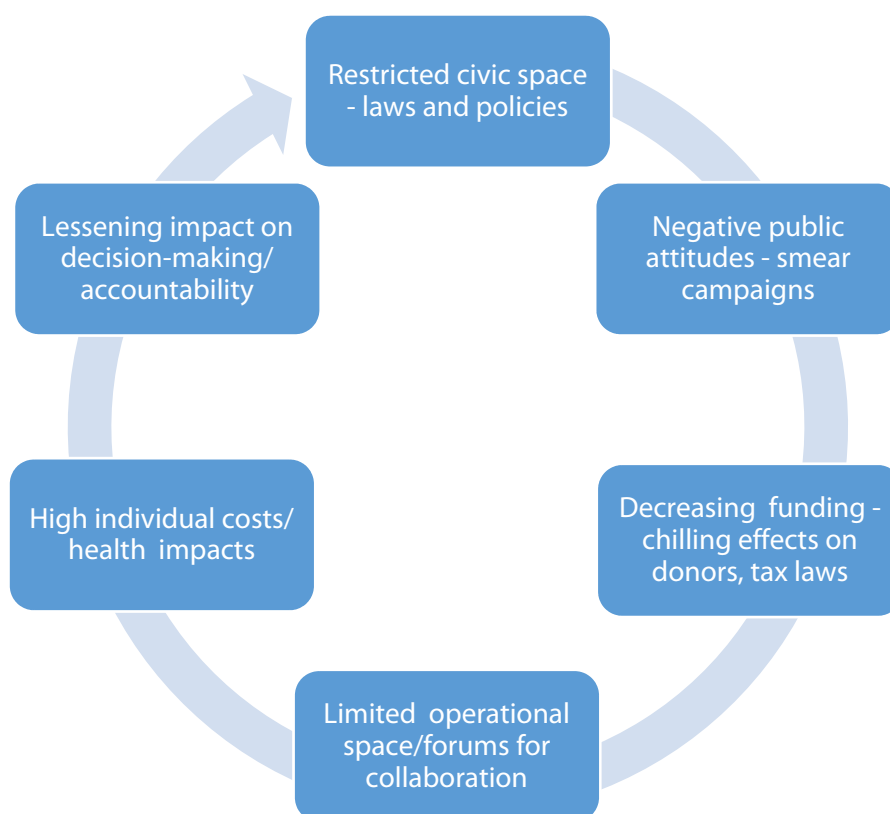 Restricted civic space
- laws and policies
Negative public
attitudes - smear
campaigns
Decreasing funding -
chilling effects on
donors, tax laws
Limited operational
space/forums for
collaboration
High individual costs/
health impacts
Lessening impact on
decision-making/
accountability